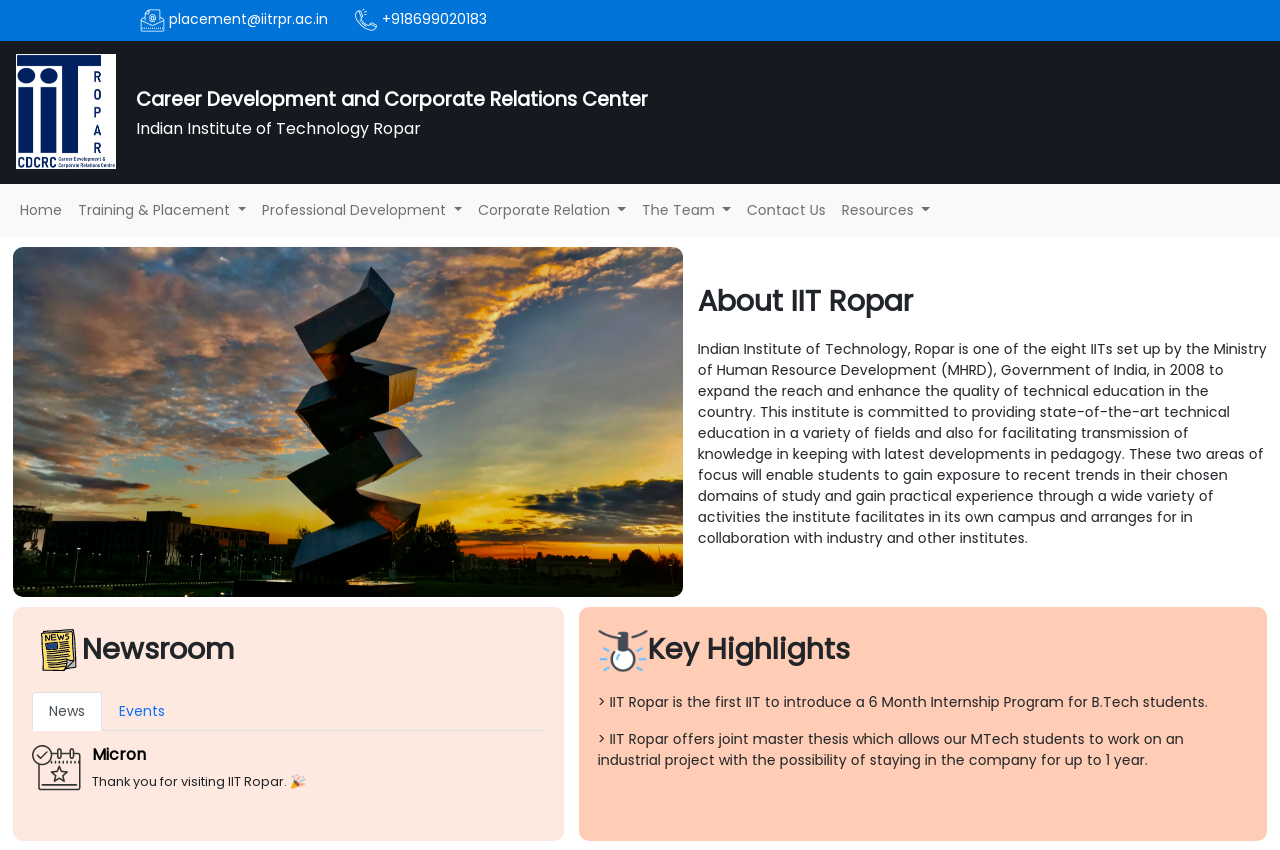 placement@iitrpr.ac.in +918699020183
ROPAR
CDCRC Career Development &
Corporate Relations Centre
Career Development and Corporate Relations Center
Indian Institute of Technology Ropar
Home Training & Placement Professional Development Corporate Relation The Team Contact Us Resources
About IIT Ropar
Indian Institute of Technology, Ropar is one of the eight IITs set up by the Ministry
of Human Resource Development (MHRD), Government of India, in 2008 to
expand the reach and enhance the quality of technical education in the
country. This institute is committed to providing state-of-the-art technical
education in a variety of fields and also for facilitating transmission of
knowledge in keeping with latest developments in pedagogy. These two areas of
focus will enable students to gain exposure to recent trends in their chosen
domains of study and gain practical experience through a wide variety of
activities the institute facilitates in its own campus and arranges for in
collaboration with industry and other institutes.
NEWS
Newsroom
News Events
Micron
Thank you for visiting IIT Ropar. 🎉
Key Highlights
> IIT Ropar is the first IIT to introduce a 6 Month Internship Program for B.Tech students.
> IIT Ropar offers joint master thesis which allows our MTech students to work on an
industrial project with the possibility of staying in the company for up to 1 year.